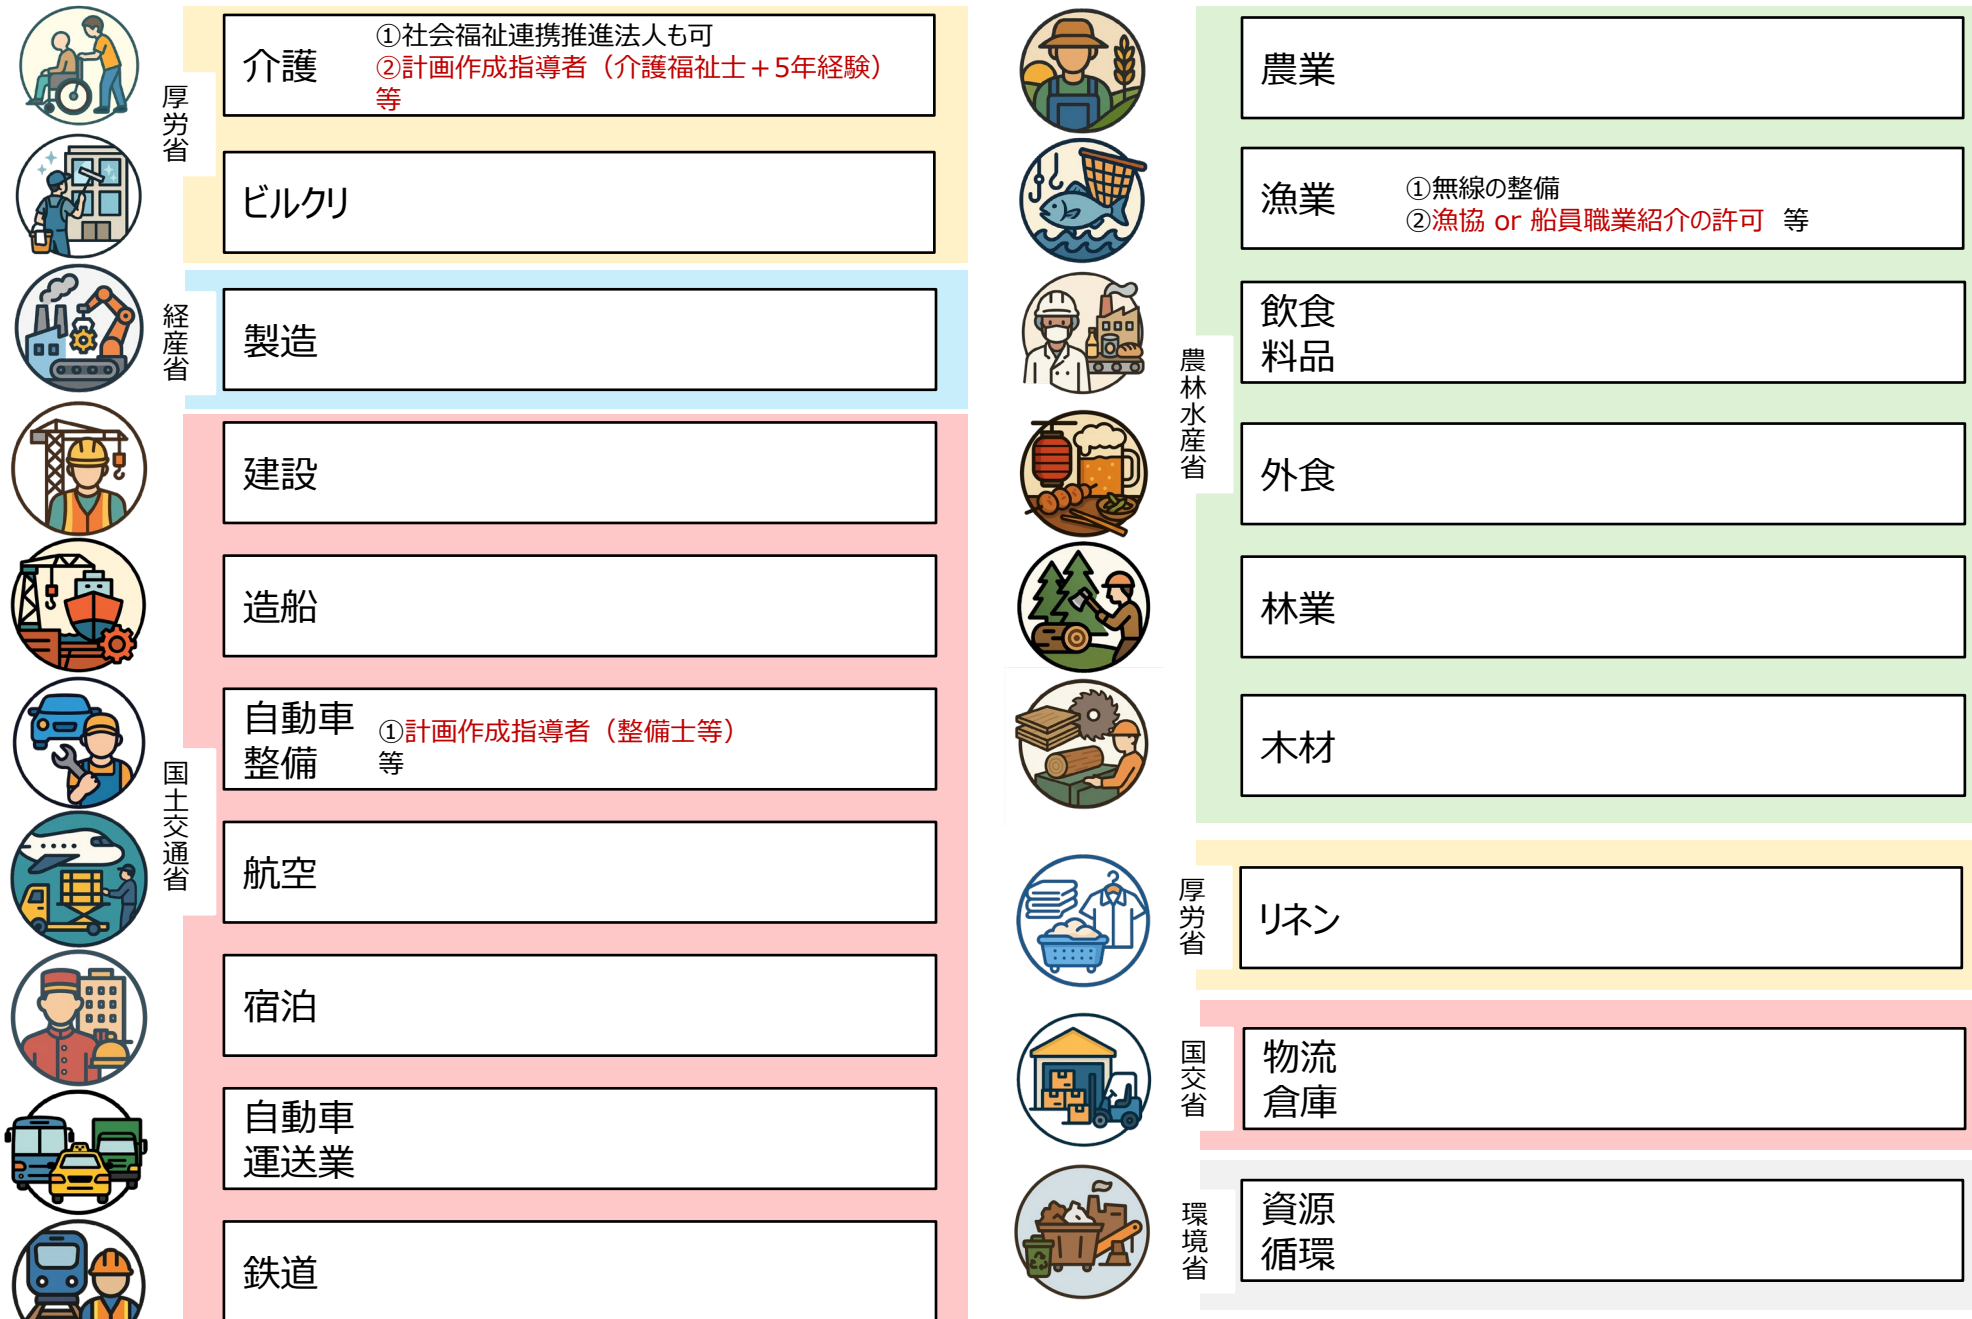 厚労省
介護
①社会福祉連携推進法人も可
②計画作成指導者（介護福祉士＋5年経験）
等
ビルクリ
経産省
製造
国土交通省
建設
造船
自動車
整備
①計画作成指導者（整備士等）
等
航空
宿泊
自動車
運送業
鉄道
農林水産省
農業
漁業
①無線の整備
②漁協 or 船員職業紹介の許可　等
飲食
料品
外食
林業
木材
厚労省
リネン
国交省
物流
倉庫
環境省
資源
循環